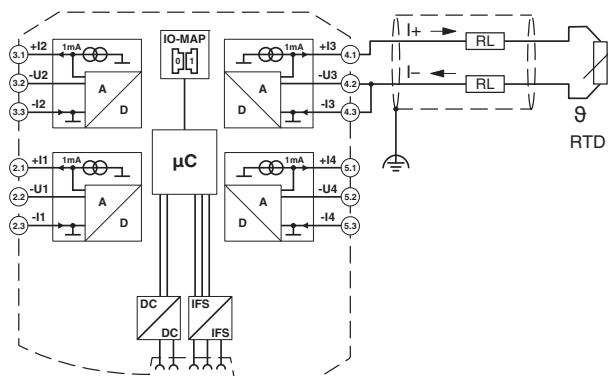 IO-MAP
0 1
3.1 +I2 1mA
3.2 -U2
A
D
3.3 -I2
1mA +I3 4.1
A
D
-U3 4.2
-I3 4.3
I+ RL
I- RL
ϑ
RTD
µC
2.1 +I1 1mA
2.2 -U1
A
D
2.3 -I1
1mA +I4 5.1
A
D
-U4 5.2
-I4 5.3
DC
DC
IFS
IFS